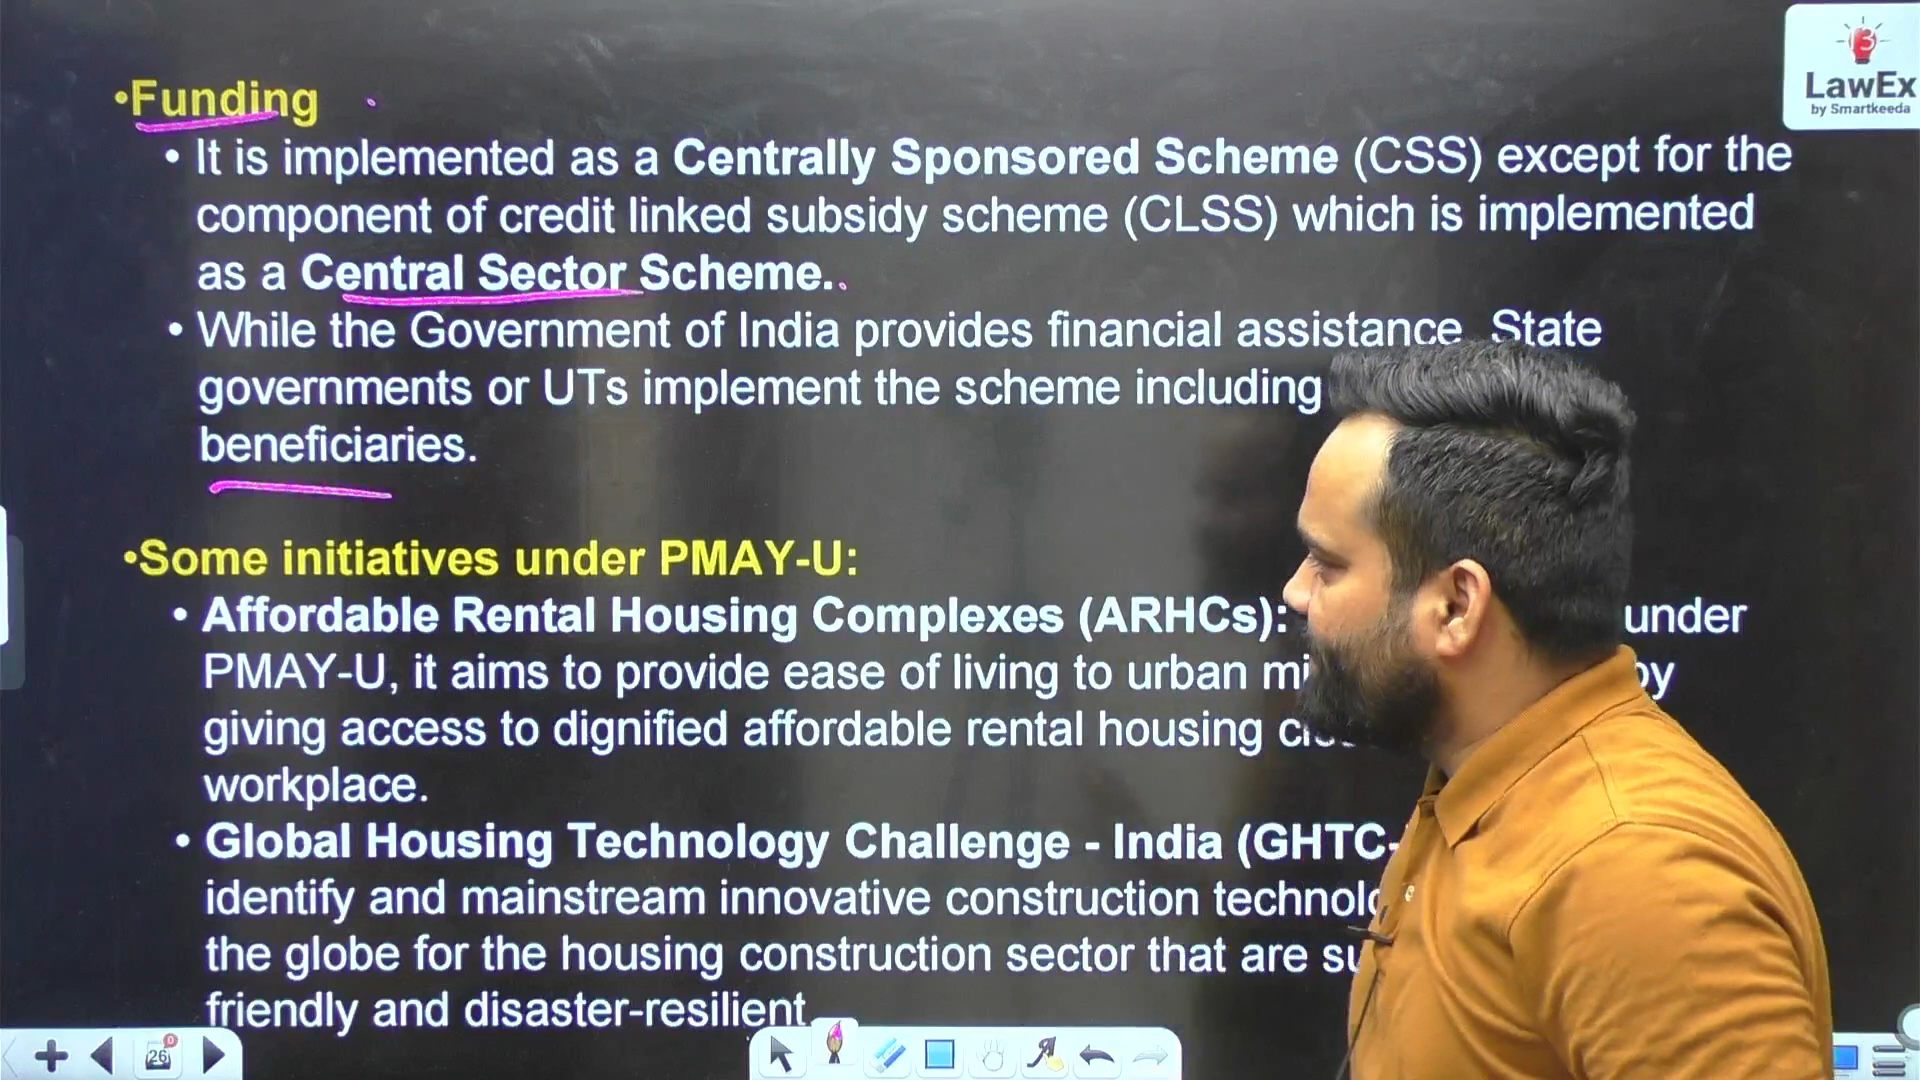 LawEx
by Smartkeeda
•Funding
• It is implemented as a Centrally Sponsored Scheme (CSS) except for the
component of credit linked subsidy scheme (CLSS) which is implemented
as a Central Sector Scheme.
• While the Government of India provides financial assistance, State
governments or UTs implement the scheme including
beneficiaries.
•Some initiatives under PMAY-U:
• Affordable Rental Housing Complexes (ARHCs): under
PMAY-U, it aims to provide ease of living to urban by
giving access to dignified affordable rental housing
workplace.
• Global Housing Technology Challenge - India (GHTC-
identify and mainstream innovative construction
the globe for the housing construction sector that are
friendly and disaster-resilient
26
0